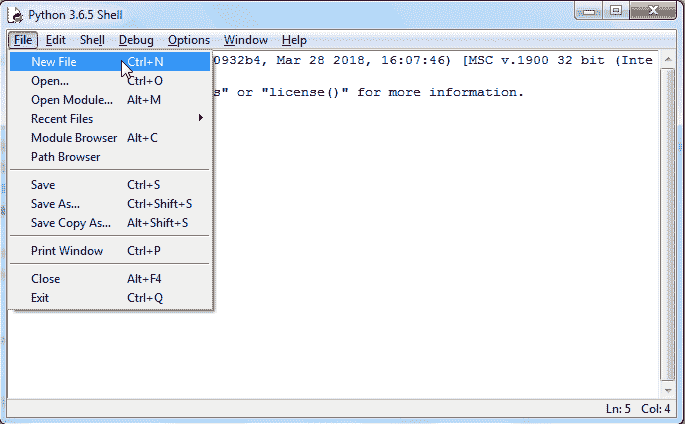 Python 3.6.5 Shell
File Edit Shell Debug Options Window Help
0932b4, Mar 28 2018, 16:07:46) [MSC v.1900 32 bit (Inte
s" or "license()" for more information.
New File Ctrl+N
Open... Ctrl+O
Open Module... Alt+M
Recent Files
Module Browser Alt+C
Path Browser
Save Ctrl+S
Save As... Ctrl+Shift+S
Save Copy As... Alt+Shift+S
Print Window Ctrl+P
Close Alt+F4
Exit Ctrl+Q
Ln: 5 Col: 4